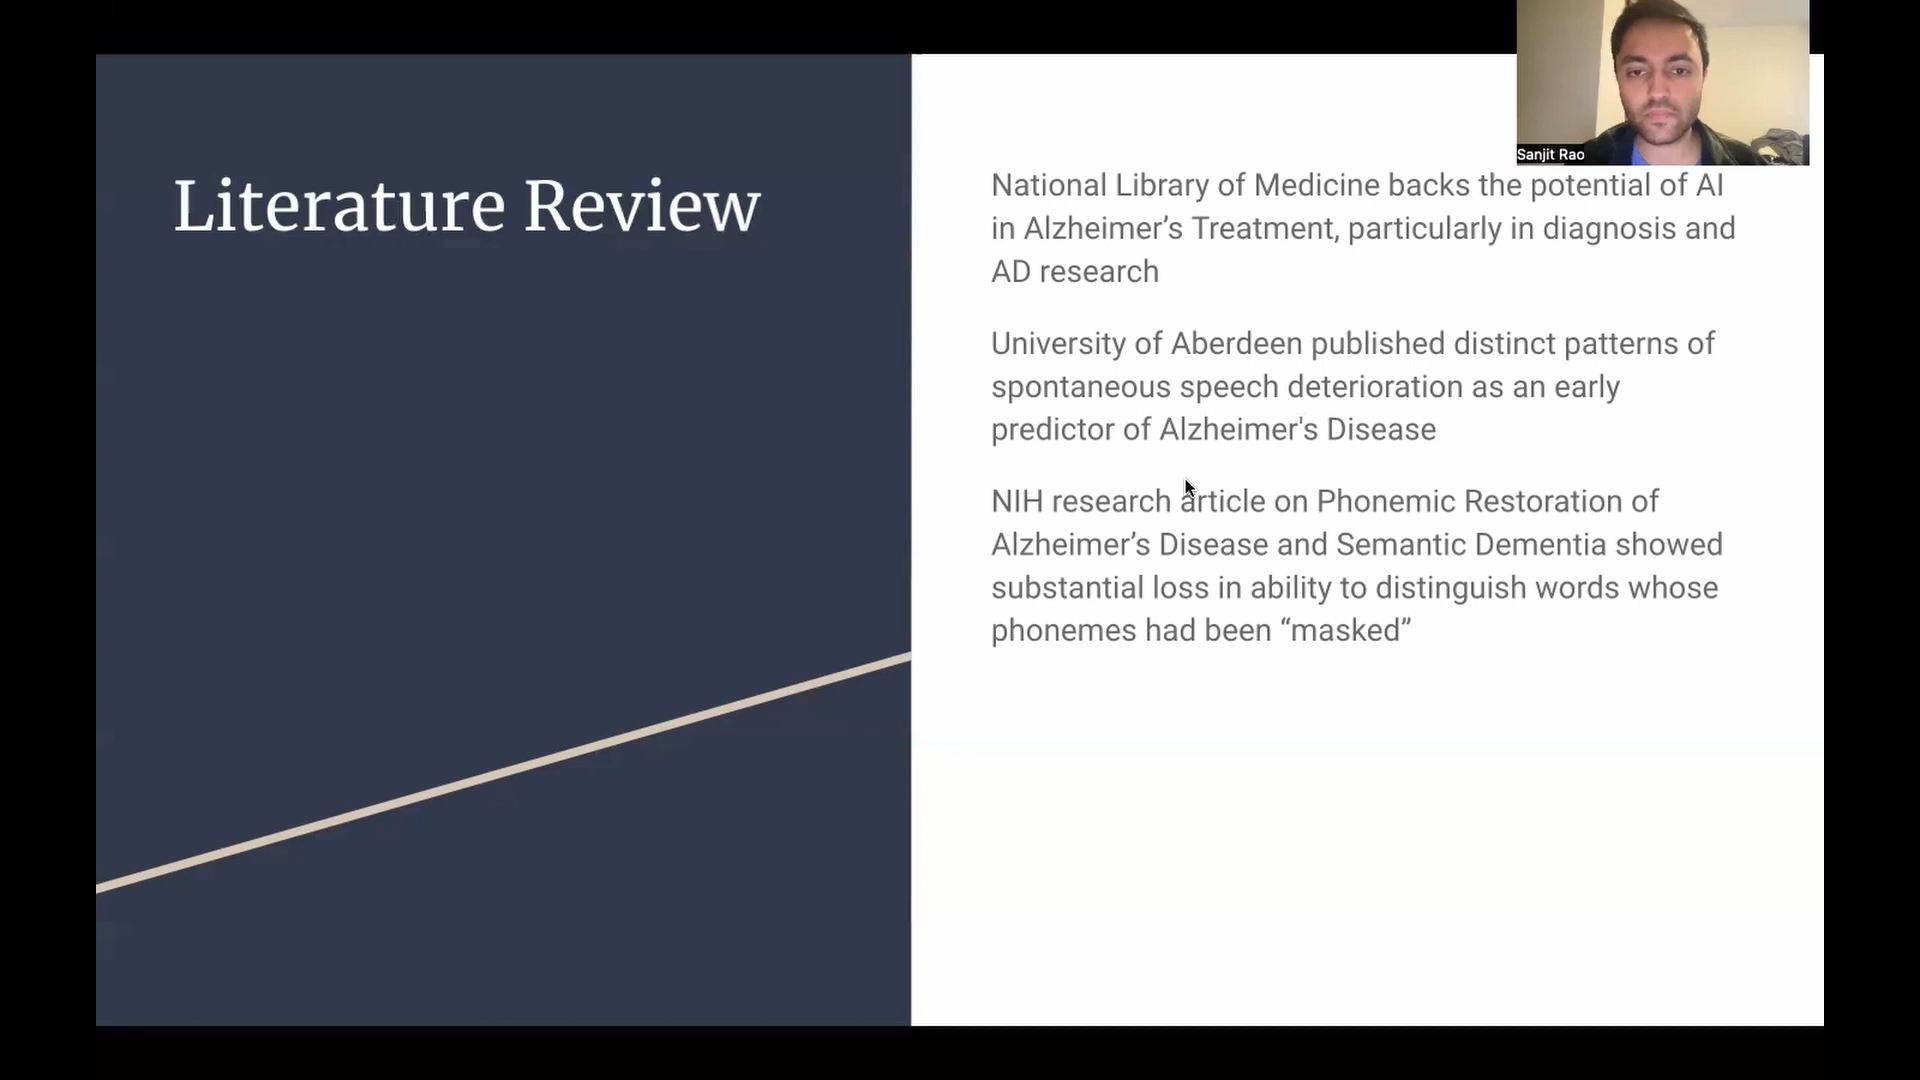 Literature Review
Sanjit Rao
National Library of Medicine backs the potential of AI
in Alzheimer’s Treatment, particularly in diagnosis and
AD research
University of Aberdeen published distinct patterns of
spontaneous speech deterioration as an early
predictor of Alzheimer's Disease
NIH research article on Phonemic Restoration of
Alzheimer’s Disease and Semantic Dementia showed
substantial loss in ability to distinguish words whose
phonemes had been “masked”